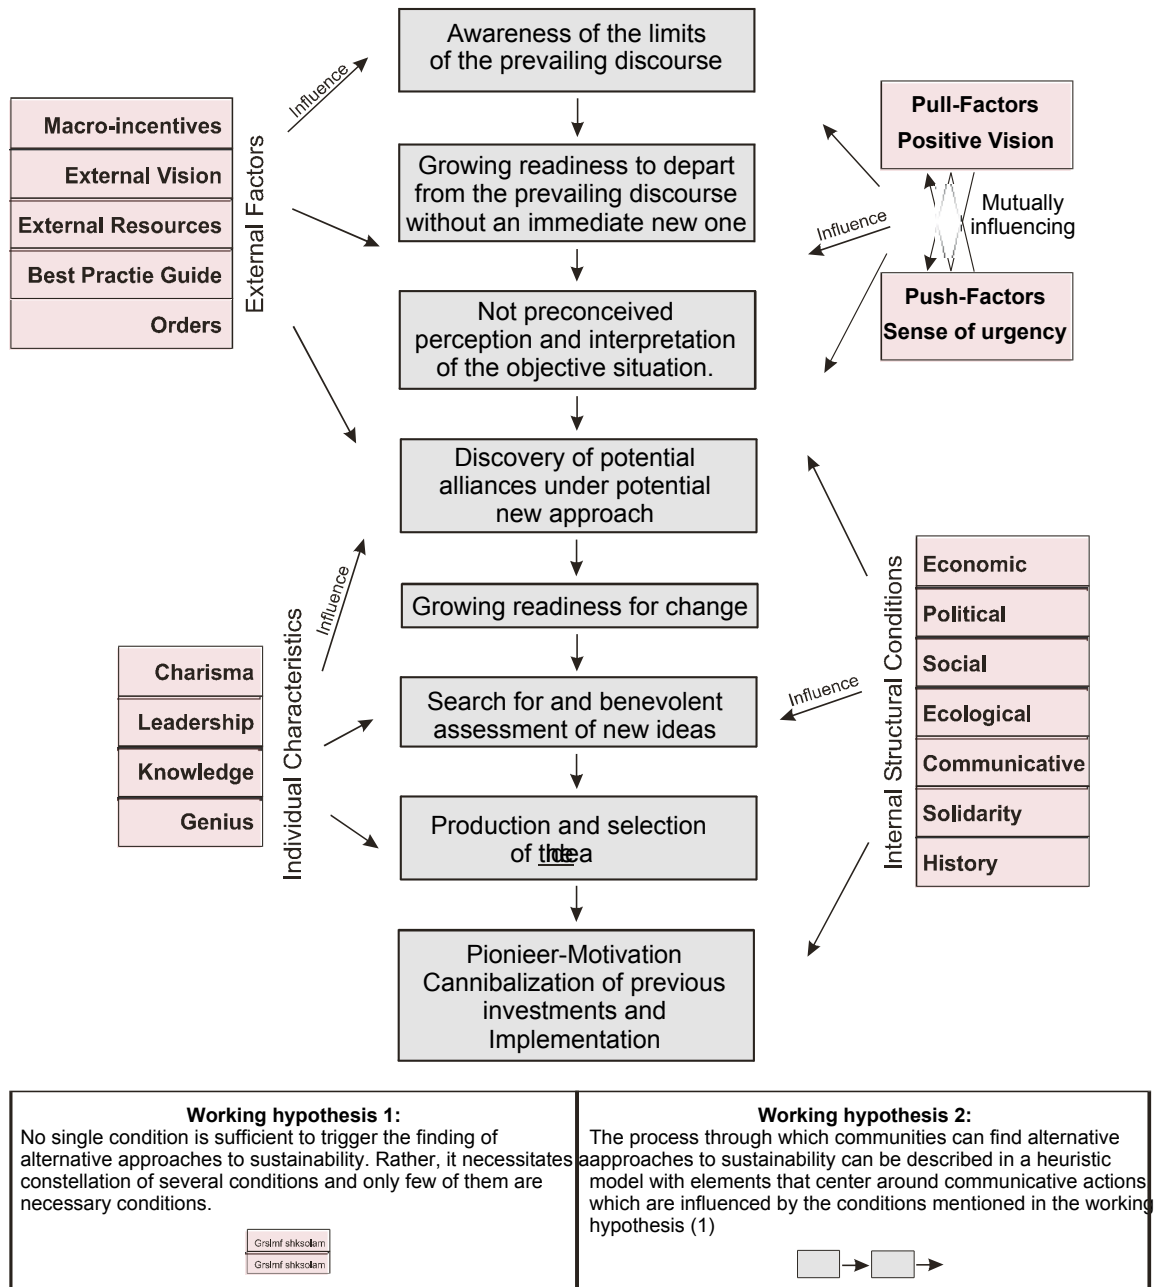 Awareness of the limits
of the prevailing discourse
Influence
Macro-incentives
External Vision
External Resources
Best Practie Guide
Orders
External Factors
Growing readiness to depart
from the prevailing discourse
without an immediate new one
Pull-Factors
Positive Vision
Mutually
influencing
Influence
Push-Factors
Sense of urgency
Not preconceived
perception and interpretation
of the objective situation.
Discovery of potential
alliances under potential
new approach
Growing readiness for change
Influence
Charisma
Leadership
Knowledge
Genius
Individual Characteristics
Search for and benevolent
assessment of new ideas
Influence
Internal Structural Conditions
Economic
Political
Social
Ecological
Communicative
Solidarity
History
Production and selection
of the Idea
Pionieer-Motivation
Cannibalization of previous
investments and
Implementation
Working hypothesis 1:
No single condition is sufficient to trigger the finding of
alternative approaches to sustainability. Rather, it necessitates a
constellation of several conditions and only few of them are
necessary conditions.
Grslmf shksolam
Grslmf shksolam
Working hypothesis 2:
The process through which communities can find alternative
approaches to sustainability can be described in a heuristic
model with elements that center around communicative actions
which are influenced by the conditions mentioned in the working
hypothesis (1)